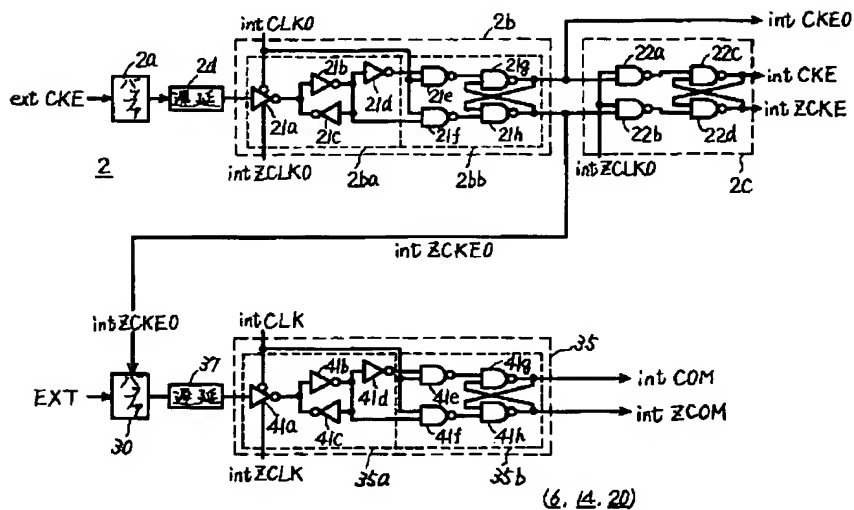 int CLK0
2b
int CKE0
2a
2d
21b
21d
21g
22a
22c
ext CKE
バッファ
遅延
21a
21c
21e
21f
21h
22b
22d
int CKE
int ZCKE
2
int ZCLK0
2ba
2bb
int ZCLK0
2c
int ZCKE0
int ZCKE0
int CLK
37
41b
41d
41g
35
EXT
バッファ
遅延
41a
41c
41e
41f
41h
int COM
int ZCOM
30
int ZCLK
35a
35b
(6, 14, 20)